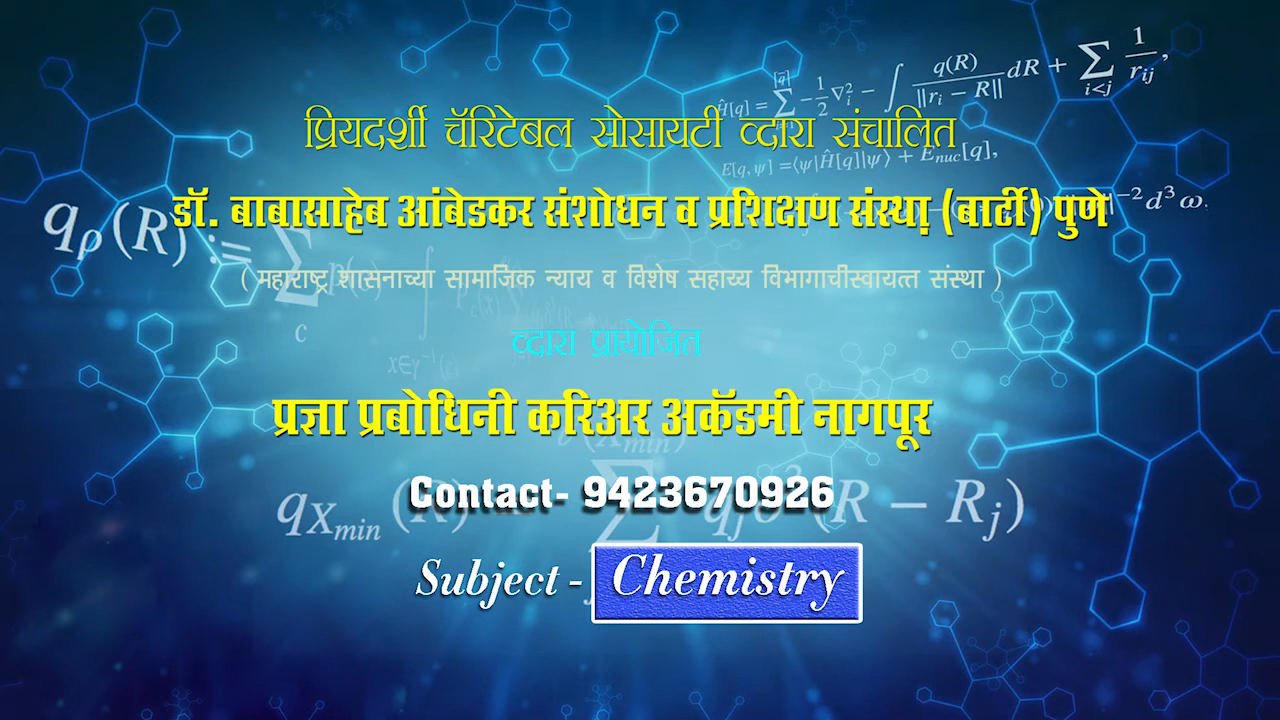 प्रियदर्शी चॅरिटेबल सोसायटी व्दारा संचालित
डॉ. बाबासाहेब आंबेडकर संशोधन व प्रशिक्षण संस्था (बार्टी) पुणे
( महाराष्ट्र शासनाच्या सामाजिक न्याय व विशेष सहाय्य विभागाचीस्वायत्त संस्था )
व्दारा प्रायोजित
प्रज्ञा प्रबोधिनी करिअर अकॅडमी नागपूर
Contact- 9423670926
Subject - Chemistry